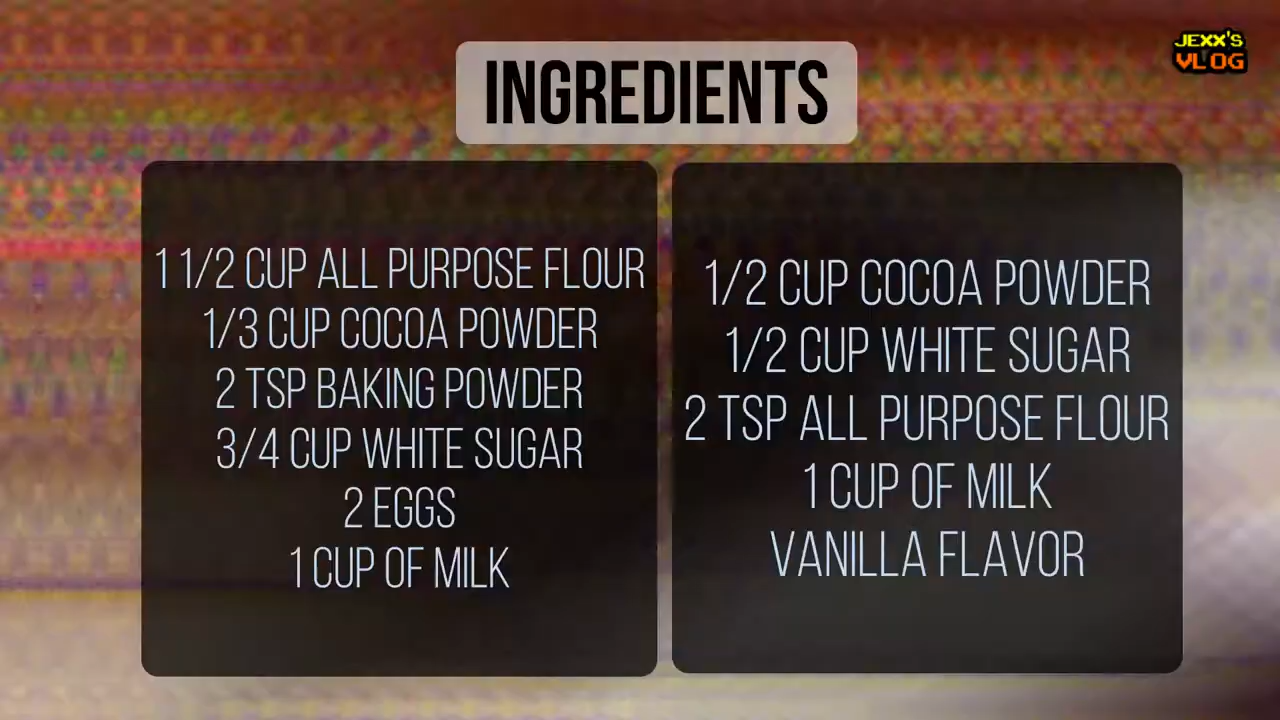 JEXX'S
VLOG
INGREDIENTS
1 1/2 CUP ALL PURPOSE FLOUR
1/3 CUP COCOA POWDER
2 TSP BAKING POWDER
3/4 CUP WHITE SUGAR
2 EGGS
1 CUP OF MILK
1/2 CUP COCOA POWDER
1/2 CUP WHITE SUGAR
2 TSP ALL PURPOSE FLOUR
1 CUP OF MILK
VANILLA FLAVOR